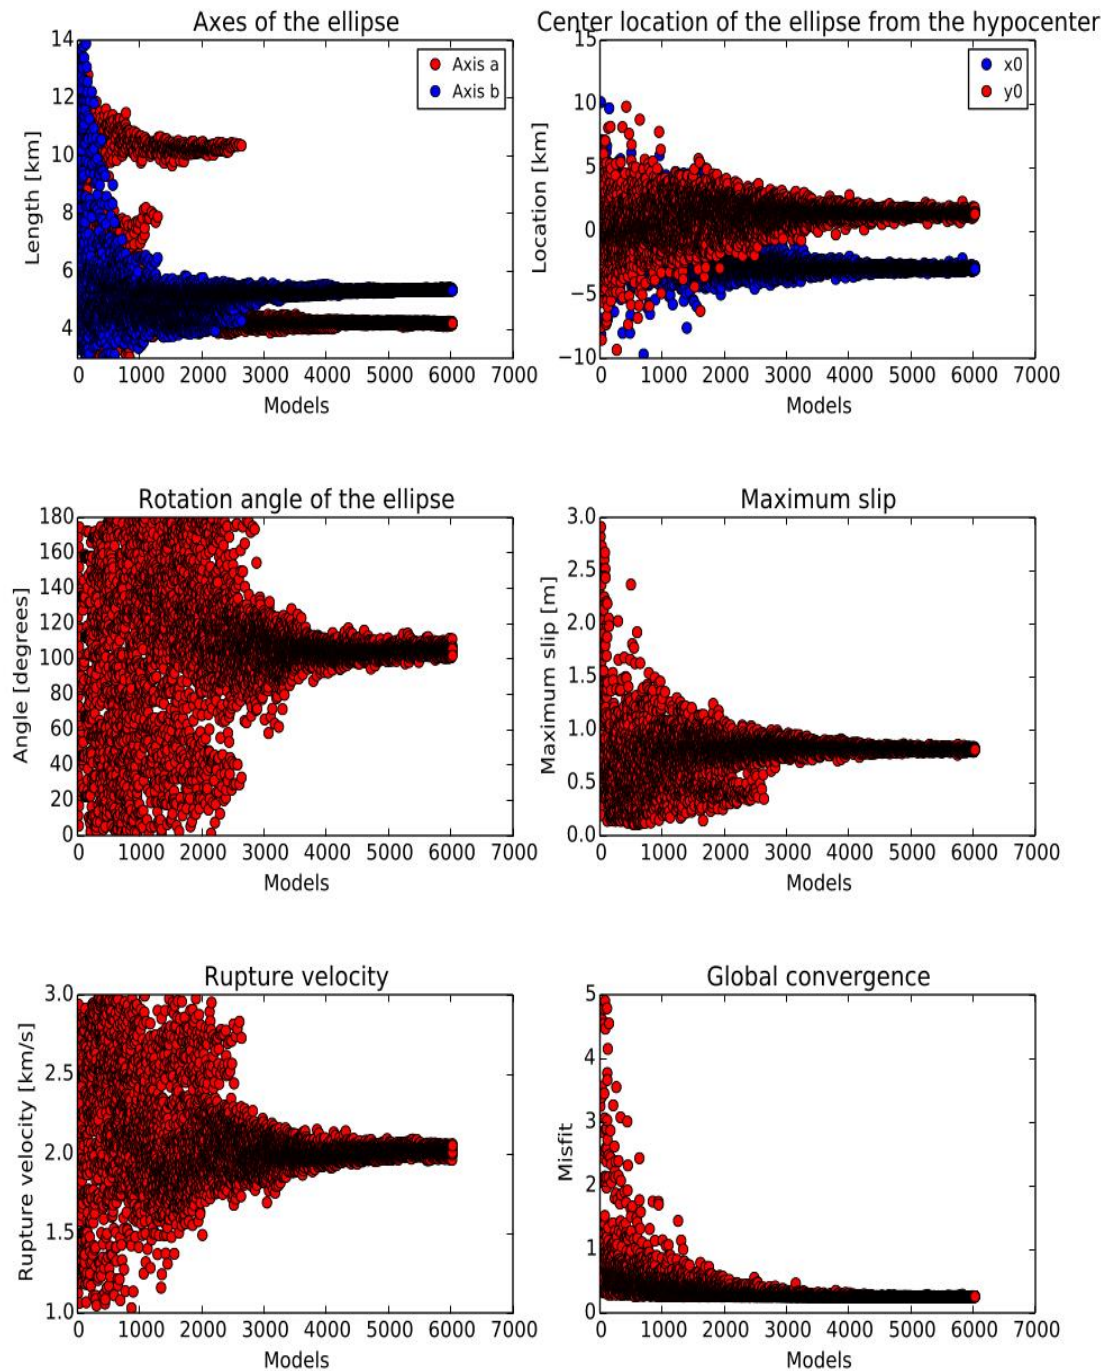 Axes of the ellipse
14
12
10
8
6
4
Length [km]
Axis a
Axis b
0 1000 2000 3000 4000 5000 6000 7000
Models
Center location of the ellipse from the hypocenter
15
10
5
0
−5
−10
Location [km]
x0
y0
0 1000 2000 3000 4000 5000 6000 7000
Models
Rotation angle of the ellipse
180
160
140
120
100
80
60
40
20
0
Angle [degrees]
0 1000 2000 3000 4000 5000 6000 7000
Models
Maximum slip
3.0
2.5
2.0
1.5
1.0
0.5
0.0
Maximum slip [m]
0 1000 2000 3000 4000 5000 6000 7000
Models
Rupture velocity
3.0
2.5
2.0
1.5
1.0
Rupture velocity [km/s]
0 1000 2000 3000 4000 5000 6000 7000
Models
Global convergence
5
4
3
2
1
0
Misfit
0 1000 2000 3000 4000 5000 6000 7000
Models